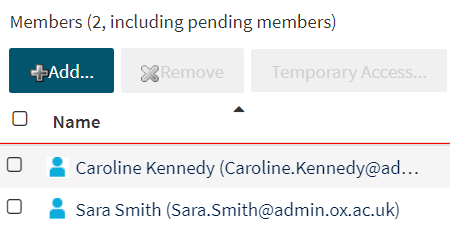 Members (2, including pending members)
Add... Remove Temporary Access...
Name
Caroline Kennedy (Caroline.Kennedy@ad...
Sara Smith (Sara.Smith@admin.ox.ac.uk)